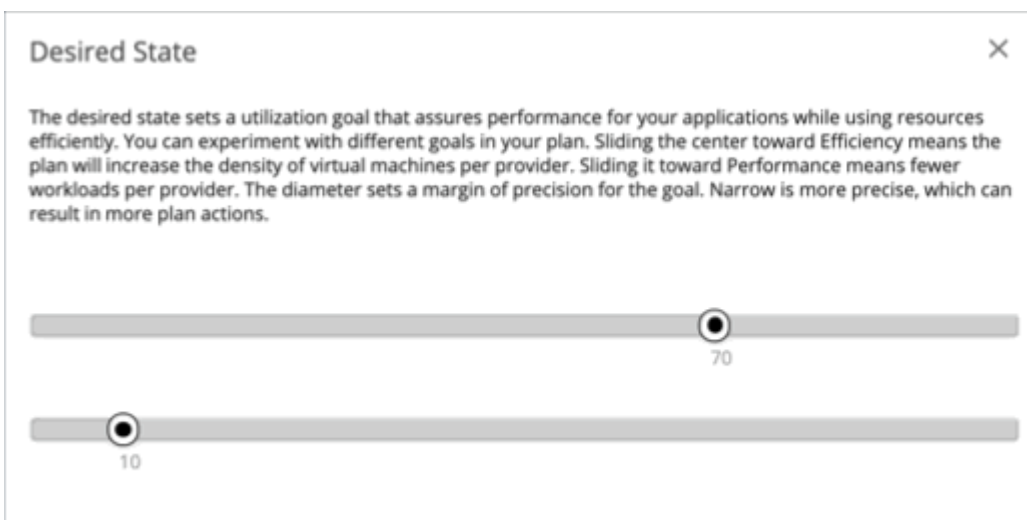 Desired State
The desired state sets a utilization goal that assures performance for your applications while using resources
efficiently. You can experiment with different goals in your plan. Sliding the center toward Efficiency means the
plan will increase the density of virtual machines per provider. Sliding it toward Performance means fewer
workloads per provider. The diameter sets a margin of precision for the goal. Narrow is more precise, which can
result in more plan actions.
70
10